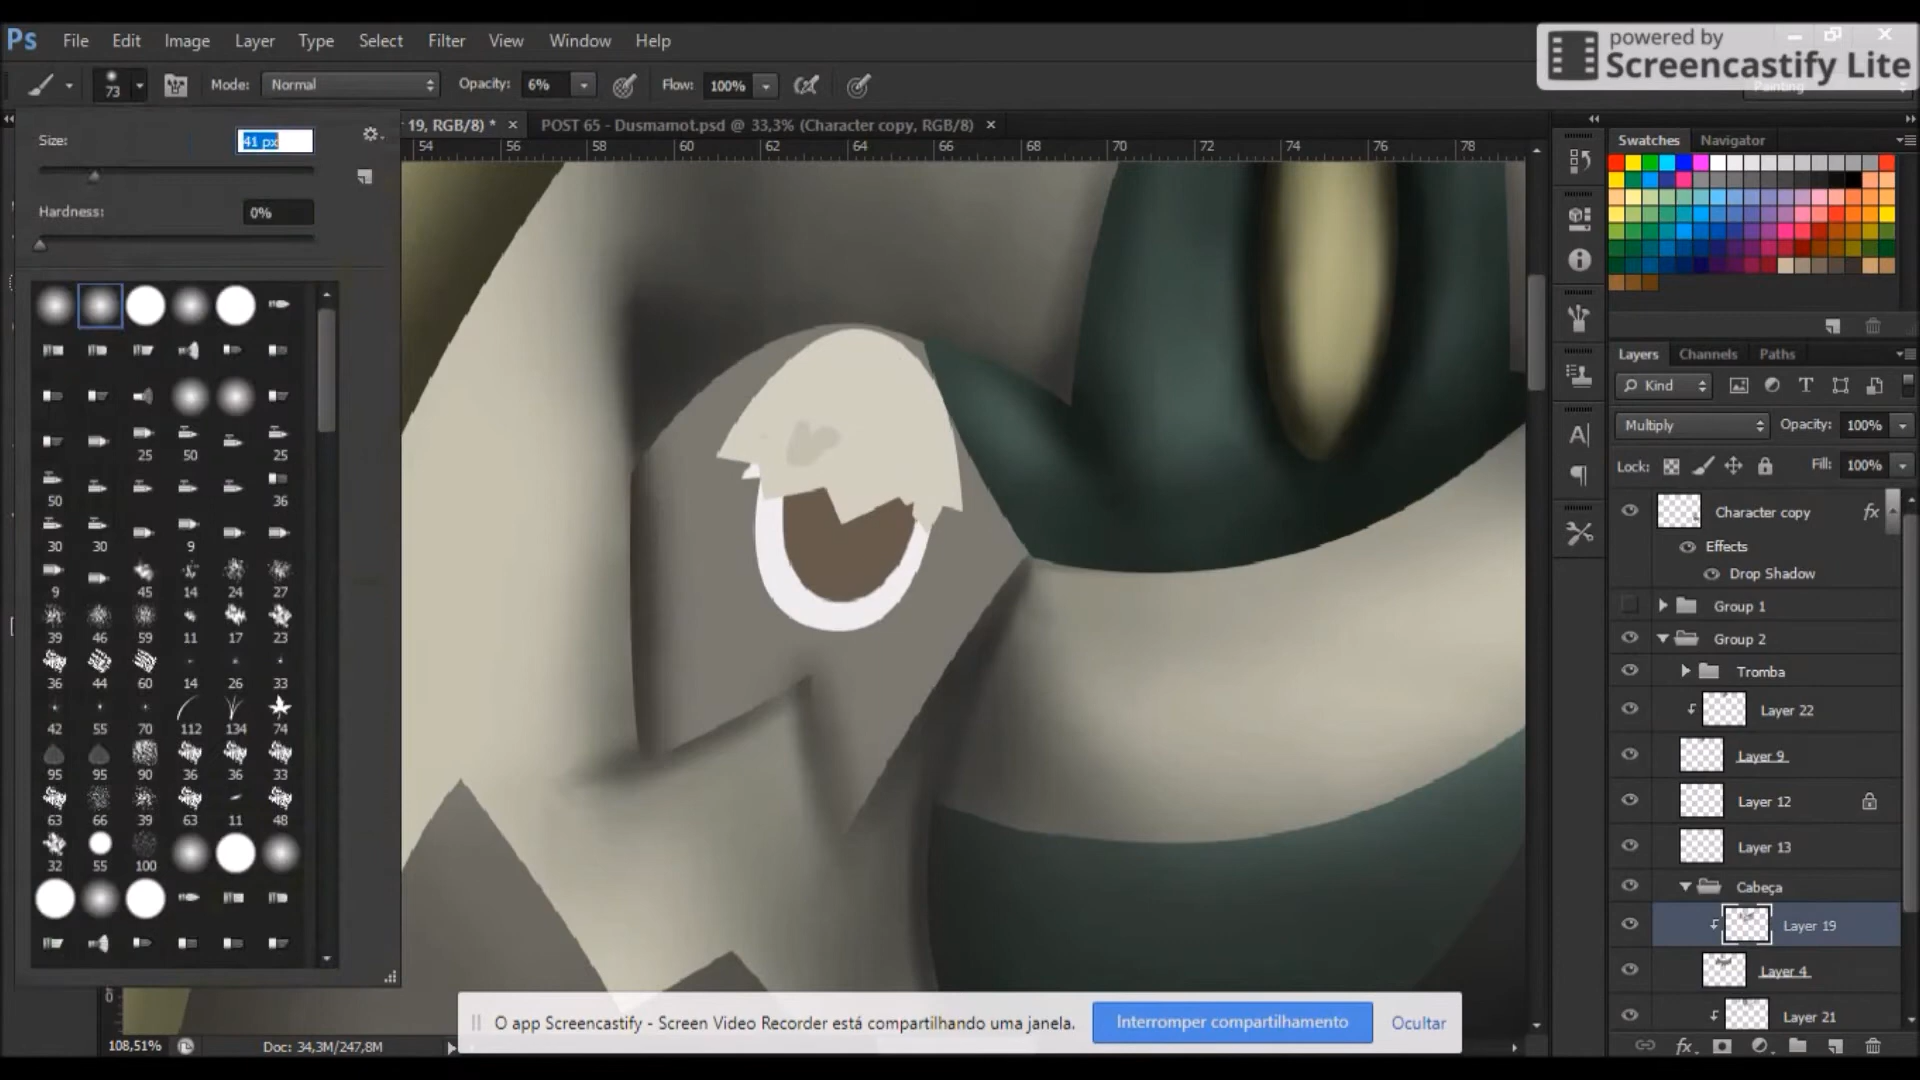 Ps File Edit Image Layer Type Select Filter View Window Help
powered by
Screencastify Lite
73 Mode: Normal Opacity: 6% Flow: 100%
Painting
Size: 41 px
19, RGB/8) * × POST 65 - Dusmamot.psd @ 33,3% (Character copy, RGB/8) ×
54 56 58 60 62 64 66 68 70 72 74 76 78
Swatches Navigator
Hardness: 0%
25 50 25
50 36
30 30 9
9 45 14 24 27
39 46 59 11 17 23
36 44 60 14 26 33
42 55 70 112 134 74
95 95 90 36 36 33
63 66 39 63 11 48
32 55 100
Layers Channels Paths
Kind
Multiply Opacity: 100%
Lock: Fill: 100%
Character copy fx
Effects
Drop Shadow
Group 1
Group 2
Tromba
Layer 22
Layer 9
Layer 12
Layer 13
Cabeça
Layer 19
Layer 4
Layer 21
O app Screencastify - Screen Video Recorder está compartilhando uma janela. Interromper compartilhamento Ocultar
108,51% Doc: 34,3M/247,8M